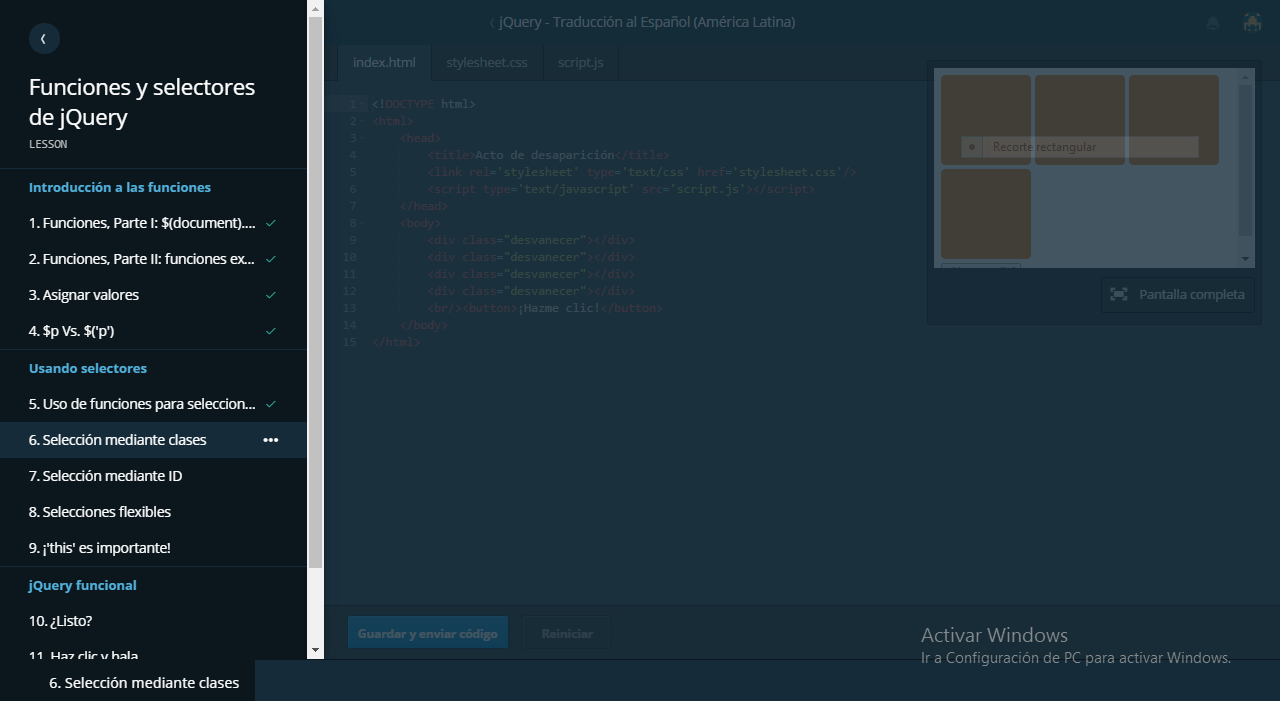 Funciones y selectores
de jQuery
LESSON
Introducción a las funciones
1. Funciones, Parte I: $(document)....
2. Funciones, Parte II: funciones ex...
3. Asignar valores
4. $p Vs. $('p')
Usando selectores
5. Uso de funciones para seleccion...
6. Selección mediante clases
7. Selección mediante ID
8. Selecciones flexibles
9. ¡'this' es importante!
jQuery funcional
10. ¿Listo?
11. Haz clic y hala
6. Selección mediante clases
jQuery - Traducción al Español (América Latina)
index.html stylesheet.css script.js
1 <!DOCTYPE html>
2 <html>
3 <head>
4 <title>Acto de desaparición</title>
5 <link rel='stylesheet' type='text/css' href='stylesheet.css'/>
6 <script type='text/javascript' src='script.js'></script>
7 </head>
8 <body>
9 <div class="desvanecer"></div>
10 <div class="desvanecer"></div>
11 <div class="desvanecer"></div>
12 <div class="desvanecer"></div>
13 <br/><button>¡Hazme clic!</button>
14 </body>
15 </html>
Recorte rectangular
Pantalla completa
Guardar y enviar código Reiniciar
Activar Windows
Ir a Configuración de PC para activar Windows.